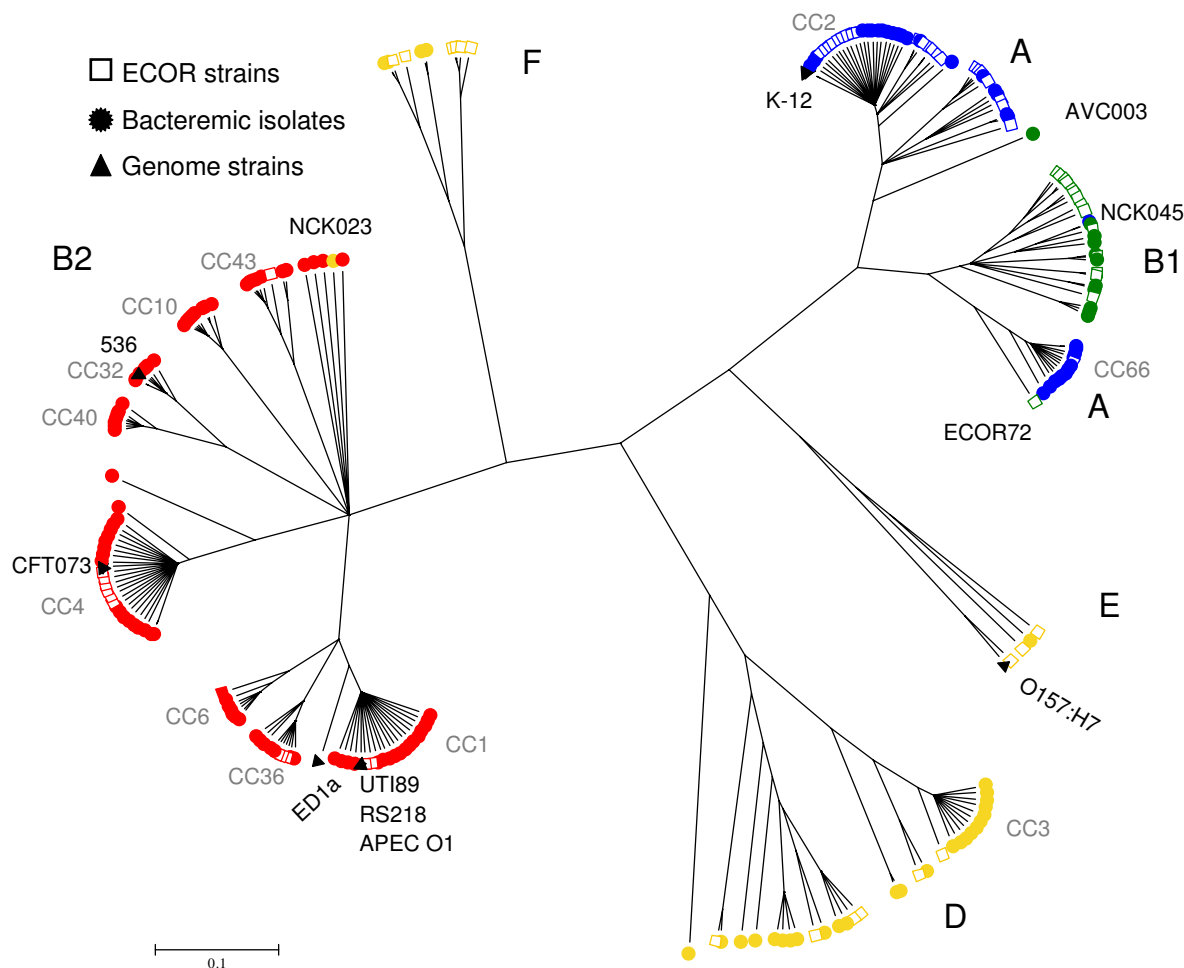 ECOR strains
Bacteremic isolates
Genome strains
F
CC2
A
K-12
AVC003
NCK045
B1
CC66
A
ECOR72
B2
NCK023
CC43
CC10
536
CC32
CC40
CFT073
CC4
E
O157:H7
CC6
CC36
ED1a
CC1
UTI89
RS218
APEC O1
CC3
D
0.1